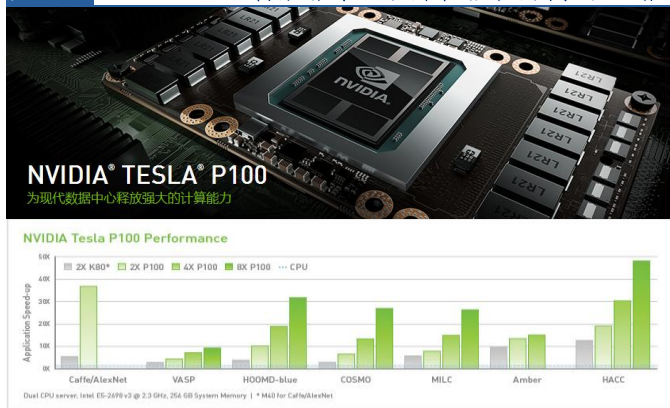 NVIDIA.
LR21
LR21
LR21
LR21
LR21
LR21
NVIDIA® TESLA® P100
为现代数据中心释放强大的计算能力
NVIDIA Tesla P100 Performance
Application Speed-up
50X
40X
30X
20X
10X
0X
2X K80* 2X P100 4X P100 8X P100 CPU
Caffe/AlexNet VASP HOOMD-blue COSMO MILC Amber HACC
Dual CPU server, Intel E5-2698 v3 @ 2.3 GHz, 256 GB System Memory | * M40 for Caffe/AlexNet